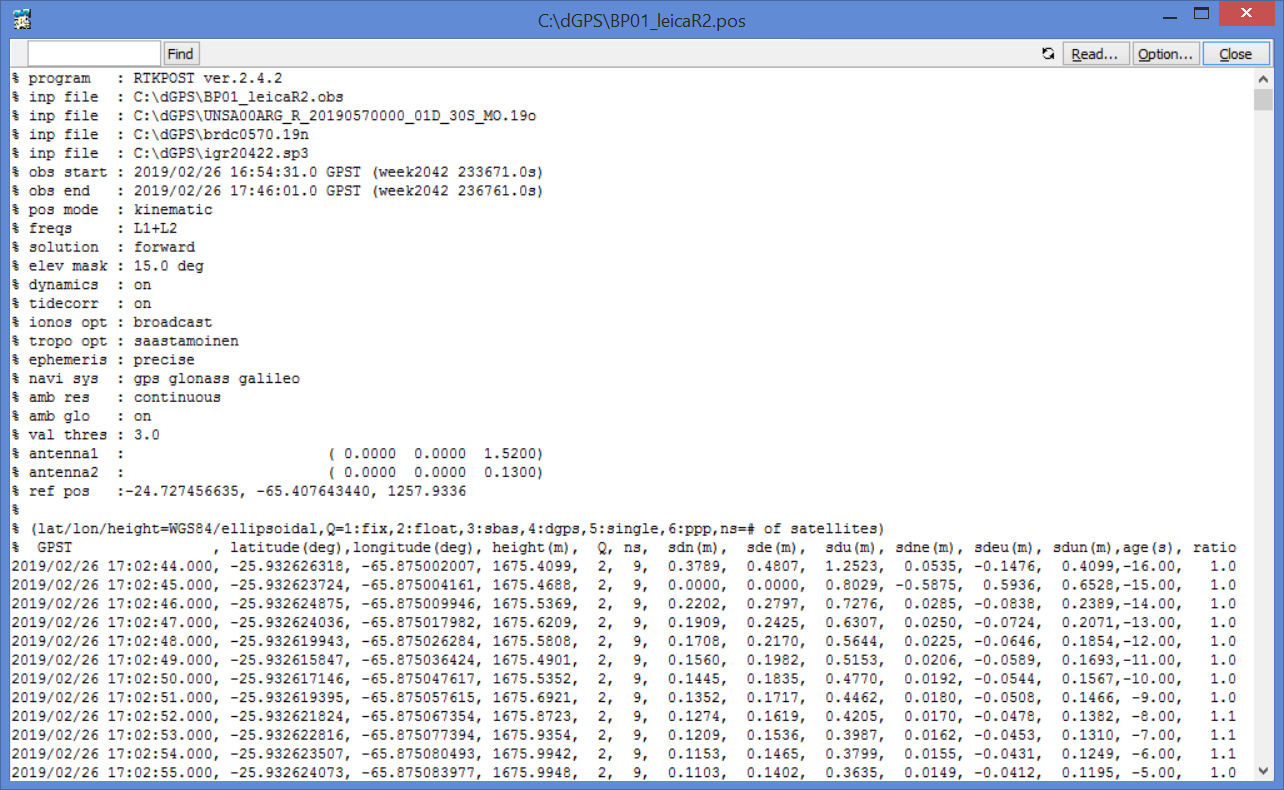 C:\dGPS\BP01_leicaR2.pos
Find Read... Option... Close
% program   : RTKPOST ver.2.4.2
% inp file  : C:\dGPS\BP01_leicaR2.obs
% inp file  : C:\dGPS\UNSA00ARG_R_20190570000_01D_30S_MO.19o
% inp file  : C:\dGPS\brdc0570.19n
% inp file  : C:\dGPS\igr20422.sp3
% obs start : 2019/02/26 16:54:31.0 GPST (week2042 233671.0s)
% obs end   : 2019/02/26 17:46:01.0 GPST (week2042 236761.0s)
% pos mode  : kinematic
% freqs     : L1+L2
% solution  : forward
% elev mask : 15.0 deg
% dynamics  : on
% tidecorr  : on
% ionos opt : broadcast
% tropo opt : saastamoinen
% ephemeris : precise
% navi sys  : gps glonass galileo
% amb res   : continuous
% amb glo   : on
% val thres : 3.0
% antenna1  :                       ( 0.0000  0.0000  1.5200)
% antenna2  :                       ( 0.0000  0.0000  0.1300)
% ref pos   :-24.727456635, -65.407643440, 1257.9336
%
% (lat/lon/height=WGS84/ellipsoidal,Q=1:fix,2:float,3:sbas,4:dgps,5:single,6:ppp,ns=# of satellites)
%  GPST                , latitude(deg),longitude(deg), height(m),  Q, ns,  sdn(m),  sde(m),  sdu(m), sdne(m), sdeu(m), sdun(m),age(s), ratio
2019/02/26 17:02:44.000, -25.932626318, -65.875002007, 1675.4099,  2,  9,  0.3789,  0.4807,  1.2523,  0.0535, -0.1476,  0.4099,-16.00,   1.0
2019/02/26 17:02:45.000, -25.932623724, -65.875004161, 1675.4688,  2,  9,  0.0000,  0.0000,  0.8029, -0.5875,  0.5936,  0.6528,-15.00,   1.0
2019/02/26 17:02:46.000, -25.932624875, -65.875009946, 1675.5369,  2,  9,  0.2202,  0.2797,  0.7276,  0.0285, -0.0838,  0.2389,-14.00,   1.0
2019/02/26 17:02:47.000, -25.932624036, -65.875017982, 1675.6209,  2,  9,  0.1909,  0.2425,  0.6307,  0.0250, -0.0724,  0.2071,-13.00,   1.0
2019/02/26 17:02:48.000, -25.932619943, -65.875026284, 1675.5808,  2,  9,  0.1708,  0.2170,  0.5644,  0.0225, -0.0646,  0.1854,-12.00,   1.0
2019/02/26 17:02:49.000, -25.932615847, -65.875036424, 1675.4901,  2,  9,  0.1560,  0.1982,  0.5153,  0.0206, -0.0589,  0.1693,-11.00,   1.0
2019/02/26 17:02:50.000, -25.932617146, -65.875047617, 1675.5352,  2,  9,  0.1445,  0.1835,  0.4770,  0.0192, -0.0544,  0.1567,-10.00,   1.0
2019/02/26 17:02:51.000, -25.932619395, -65.875057615, 1675.6921,  2,  9,  0.1352,  0.1717,  0.4462,  0.0180, -0.0508,  0.1466, -9.00,   1.0
2019/02/26 17:02:52.000, -25.932621824, -65.875067354, 1675.8723,  2,  9,  0.1274,  0.1619,  0.4205,  0.0170, -0.0478,  0.1382, -8.00,   1.1
2019/02/26 17:02:53.000, -25.932622816, -65.875077394, 1675.9354,  2,  9,  0.1209,  0.1536,  0.3987,  0.0162, -0.0453,  0.1310, -7.00,   1.1
2019/02/26 17:02:54.000, -25.932623507, -65.875080493, 1675.9942,  2,  9,  0.1153,  0.1465,  0.3799,  0.0155, -0.0431,  0.1249, -6.00,   1.1
2019/02/26 17:02:55.000, -25.932624073, -65.875083977, 1675.9948,  2,  9,  0.1103,  0.1402,  0.3635,  0.0149, -0.0412,  0.1195, -5.00,   1.0